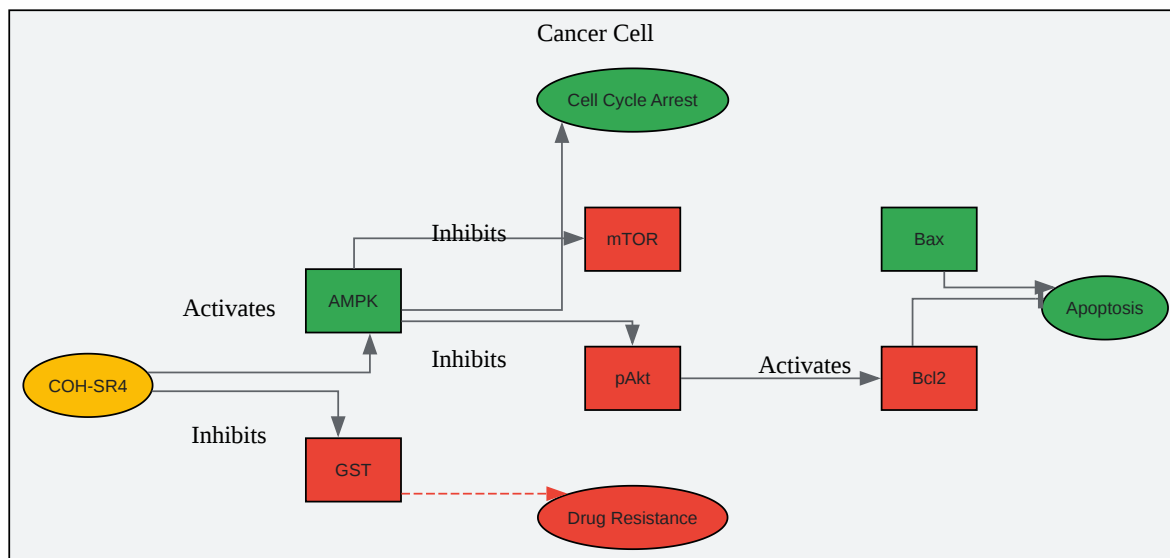 Cancer Cell
Cell Cycle Arrest
Inhibits
mTOR
Bax
Activates
AMPK
Apoptosis
Inhibits
pAkt
Activates
Bcl2
COH-SR4
Inhibits
GST
Drug Resistance